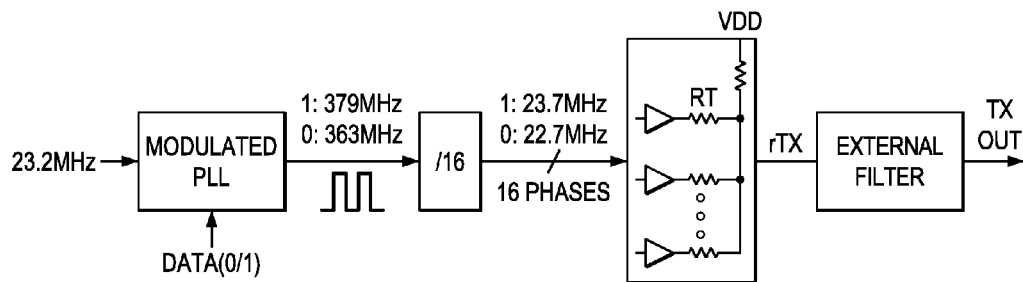 VDD
1: 379MHz
0: 363MHz
1: 23.7MHz
0: 22.7MHz
RT
TX
OUT
23.2MHz
MODULATED
PLL
/16
16 PHASES
rTX
EXTERNAL
FILTER
DATA(0/1)